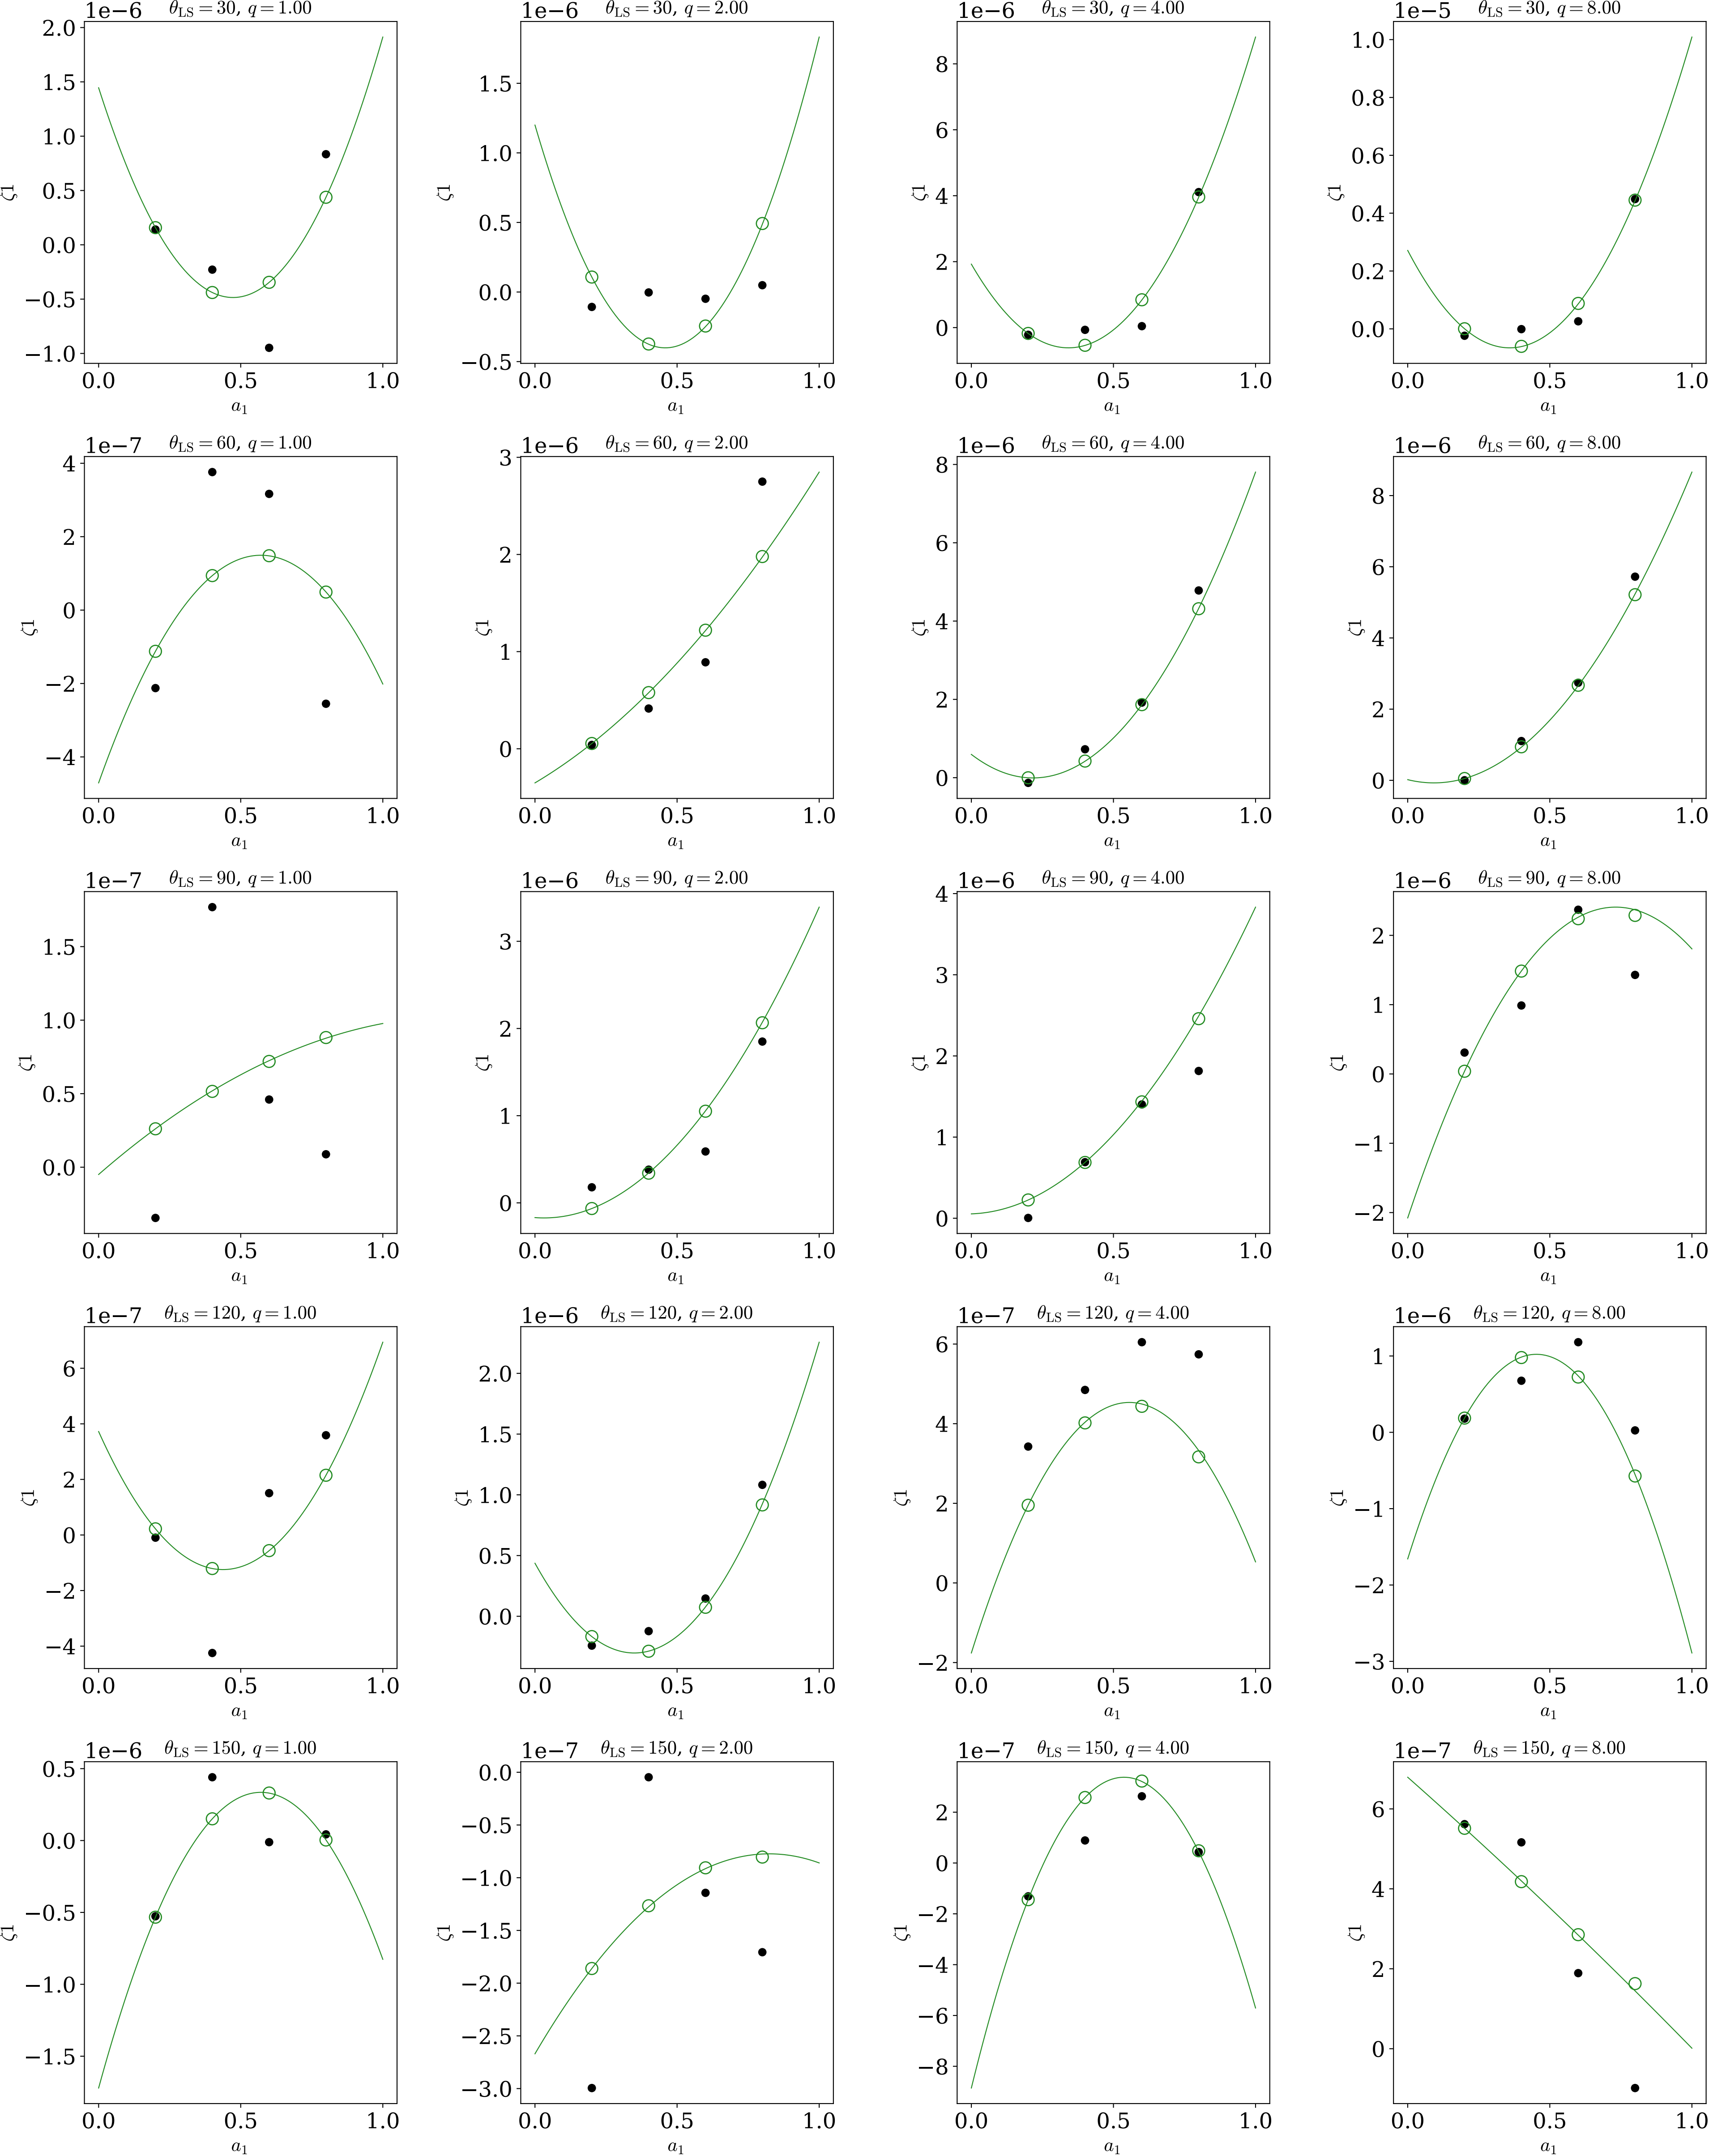 1e−6 θLS = 30, q = 1.00
2.0
1.5
1.0
0.5
0.0
−0.5
−1.0
ζ1
0.0 0.5 1.0
a1
1e−6 θLS = 30, q = 2.00
1.5
1.0
0.5
0.0
−0.5
ζ1
0.0 0.5 1.0
a1
1e−6 θLS = 30, q = 4.00
8
6
4
2
0
ζ1
0.0 0.5 1.0
a1
1e−5 θLS = 30, q = 8.00
1.0
0.8
0.6
0.4
0.2
0.0
ζ1
0.0 0.5 1.0
a1
1e−7 θLS = 60, q = 1.00
4
2
0
−2
−4
ζ1
0.0 0.5 1.0
a1
1e−6 θLS = 60, q = 2.00
3
2
1
0
ζ1
0.0 0.5 1.0
a1
1e−6 θLS = 60, q = 4.00
8
6
4
2
0
ζ1
0.0 0.5 1.0
a1
1e−6 θLS = 60, q = 8.00
8
6
4
2
0
ζ1
0.0 0.5 1.0
a1
1e−7 θLS = 90, q = 1.00
1.5
1.0
0.5
0.0
ζ1
0.0 0.5 1.0
a1
1e−6 θLS = 90, q = 2.00
3
2
1
0
ζ1
0.0 0.5 1.0
a1
1e−6 θLS = 90, q = 4.00
4
3
2
1
0
ζ1
0.0 0.5 1.0
a1
1e−6 θLS = 90, q = 8.00
2
1
0
−1
−2
ζ1
0.0 0.5 1.0
a1
1e−7 θLS = 120, q = 1.00
6
4
2
0
−2
−4
ζ1
0.0 0.5 1.0
a1
1e−6 θLS = 120, q = 2.00
2.0
1.5
1.0
0.5
0.0
ζ1
0.0 0.5 1.0
a1
1e−7 θLS = 120, q = 4.00
6
4
2
0
−2
ζ1
0.0 0.5 1.0
a1
1e−6 θLS = 120, q = 8.00
1
0
−1
−2
−3
ζ1
0.0 0.5 1.0
a1
1e−6 θLS = 150, q = 1.00
0.5
0.0
−0.5
−1.0
−1.5
ζ1
0.0 0.5 1.0
a1
1e−7 θLS = 150, q = 2.00
0.0
−0.5
−1.0
−1.5
−2.0
−2.5
−3.0
ζ1
0.0 0.5 1.0
a1
1e−7 θLS = 150, q = 4.00
2
0
−2
−4
−6
−8
ζ1
0.0 0.5 1.0
a1
1e−7 θLS = 150, q = 8.00
6
4
2
0
ζ1
0.0 0.5 1.0
a1